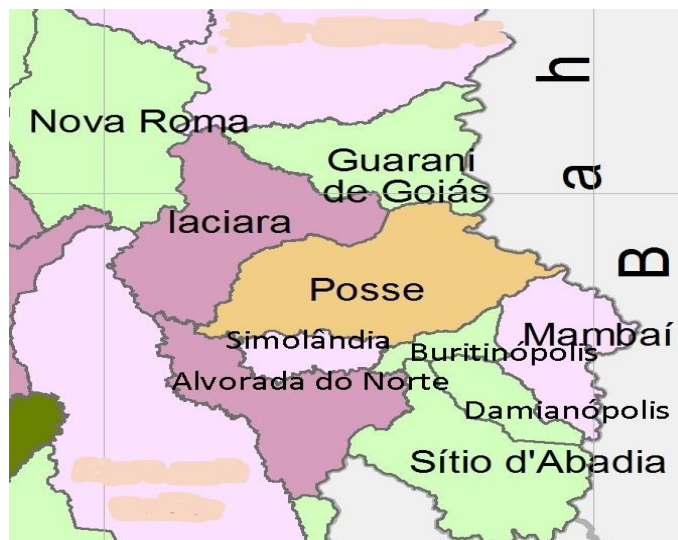 Nova Roma
Guarani
de Goiás
Iaciara
Posse
Simolândia
Buritinópolis
Mambaí
Alvorada do Norte
Damianópolis
Sítio d'Abadia
B a h